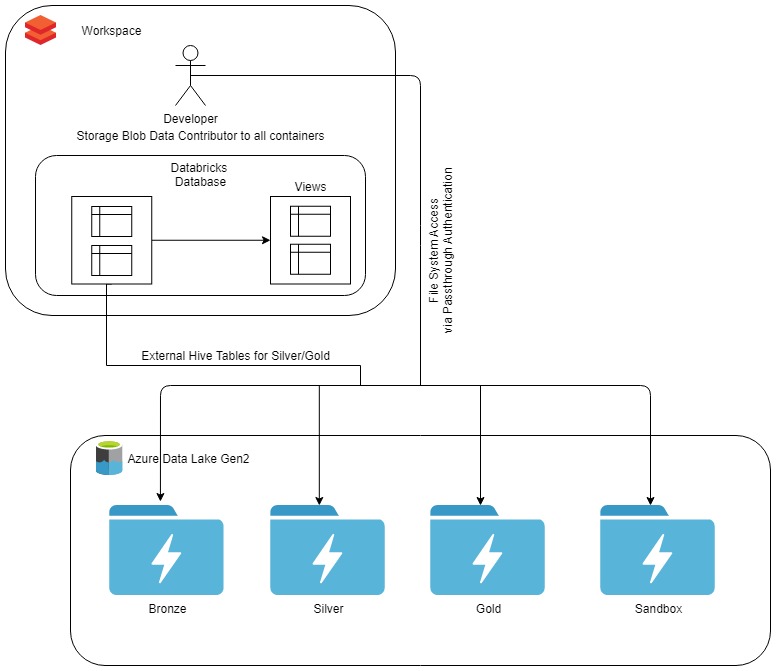 Workspace
Developer
Storage Blob Data Contributor to all containers
Databricks
Database
Views
File System Access
via Passthrough Authentication
External Hive Tables for Silver/Gold
Azure Data Lake Gen2
Bronze
Silver
Gold
Sandbox